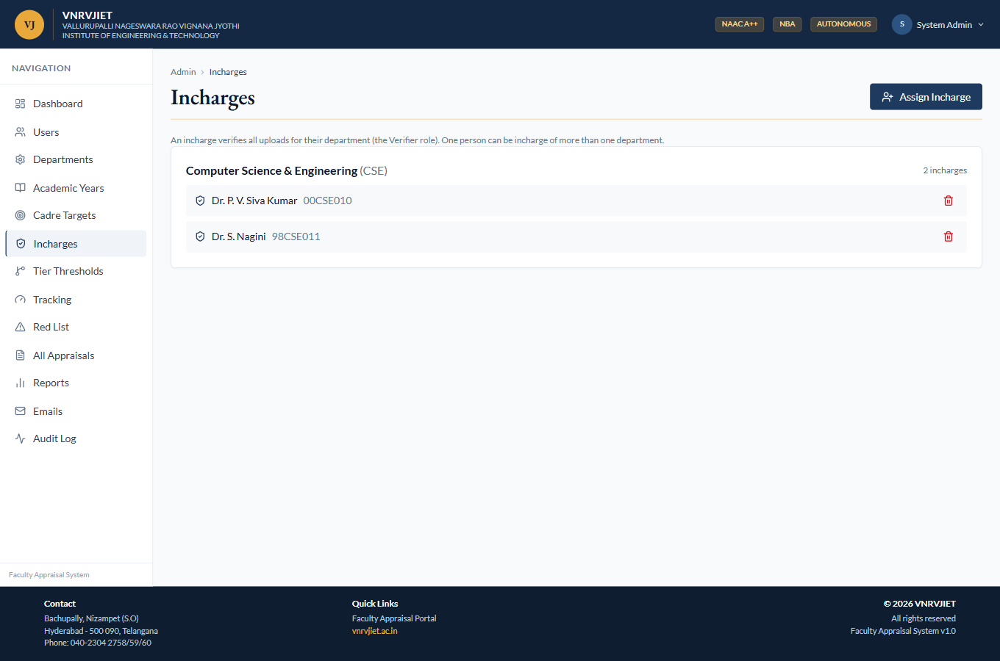 VJ
VNRVJIET
VALLURUPALLI NAGESWARA RAO VIGNANA JYOTHI
INSTITUTE OF ENGINEERING & TECHNOLOGY
NAAC A++
NBA
AUTONOMOUS
S
System Admin
NAVIGATION
Dashboard
Users
Departments
Academic Years
Cadre Targets
Incharges
Tier Thresholds
Tracking
Red List
All Appraisals
Reports
Emails
Audit Log
Faculty Appraisal System
Admin › Incharges
Incharges
Assign Incharge
An incharge verifies all uploads for their department (the Verifier role). One person can be incharge of more than one department.
Computer Science & Engineering (CSE)
2 incharges
Dr. P. V. Siva Kumar 00CSE010
Dr. S. Nagini 98CSE011
Contact
Bachupally, Nizampet (S.O)
Hyderabad - 500 090, Telangana
Phone: 040-2304 2758/59/60
Quick Links
Faculty Appraisal Portal
vnrvjiet.ac.in
© 2026 VNRVJIET
All rights reserved
Faculty Appraisal System v1.0